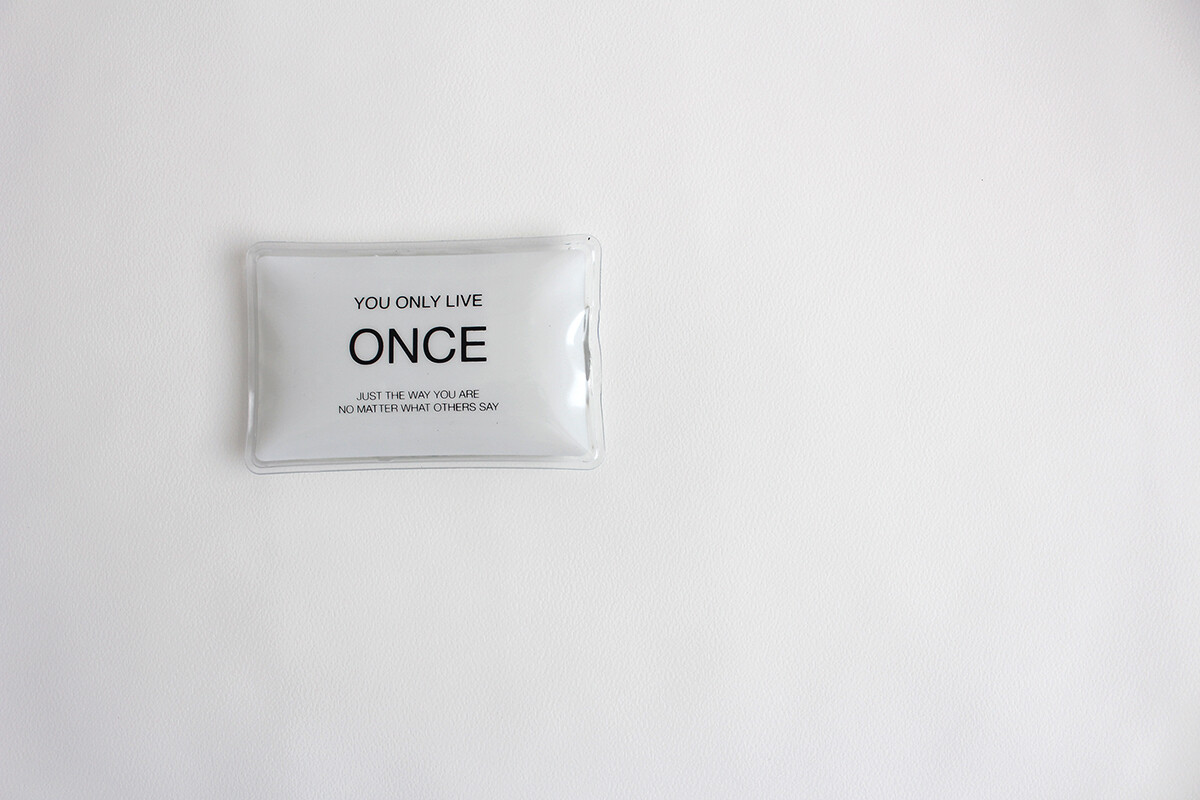 YOU ONLY LIVE
ONCE
JUST THE WAY YOU ARE
NO MATTER WHAT OTHERS SAY